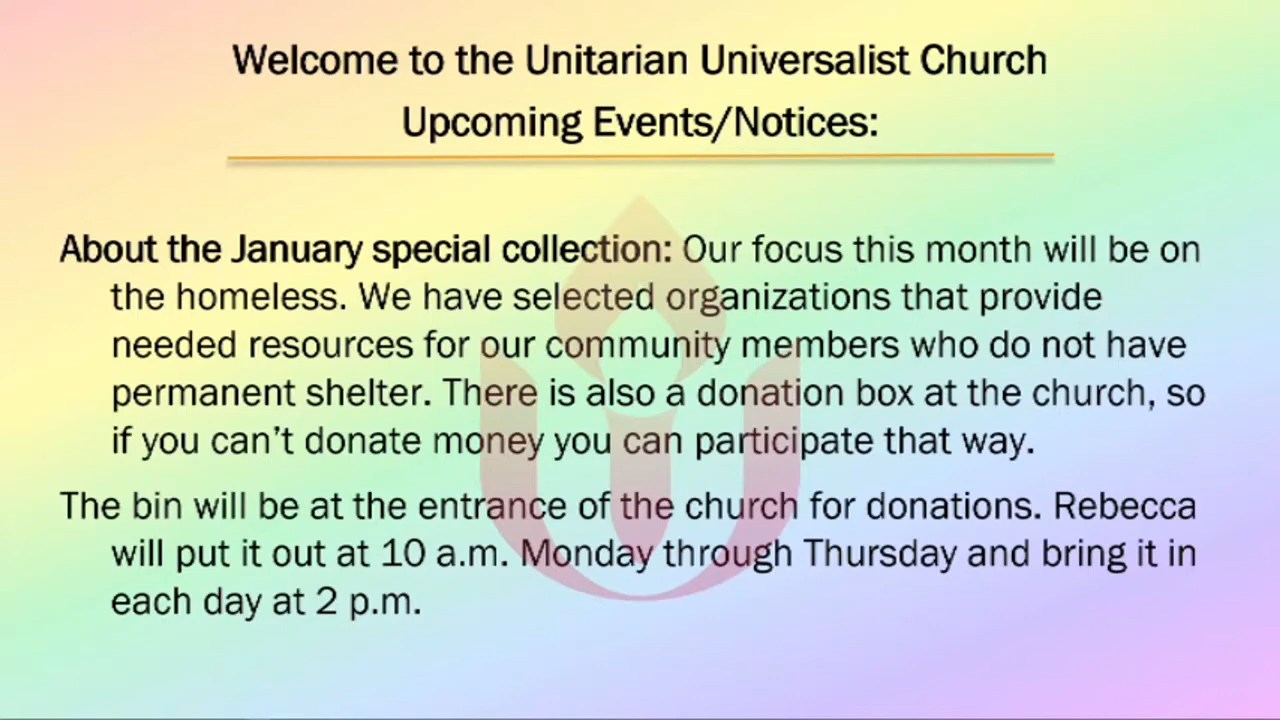 Welcome to the Unitarian Universalist Church
Upcoming Events/Notices:
About the January special collection: Our focus this month will be on
the homeless. We have selected organizations that provide
needed resources for our community members who do not have
permanent shelter. There is also a donation box at the church, so
if you can’t donate money you can participate that way.
The bin will be at the entrance of the church for donations. Rebecca
will put it out at 10 a.m. Monday through Thursday and bring it in
each day at 2 p.m.